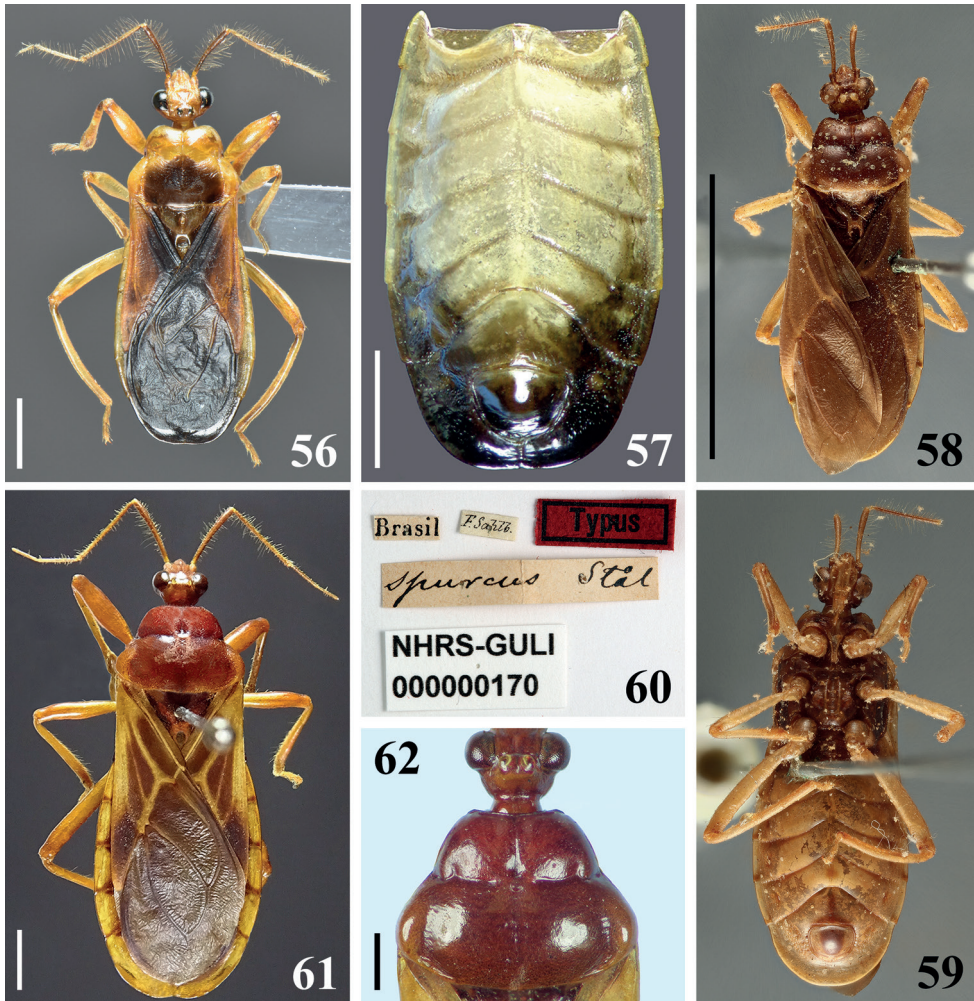 56
57
58
61
Brasil
F. Sahlb.
Typus
spurcus Stål
NHRS-GULI
000000170
60
62
59